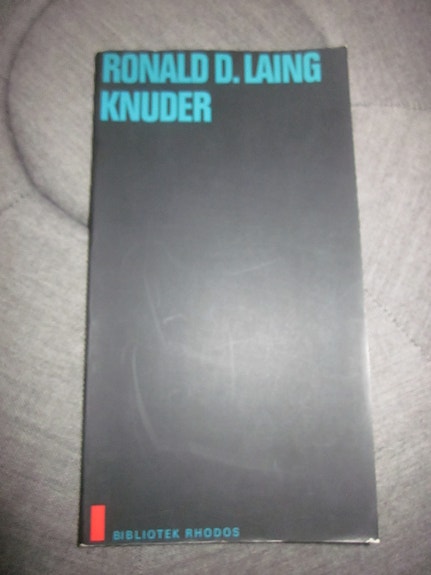 RONALD D. LAING
KNUDER
BIBLIOTEK RHODOS